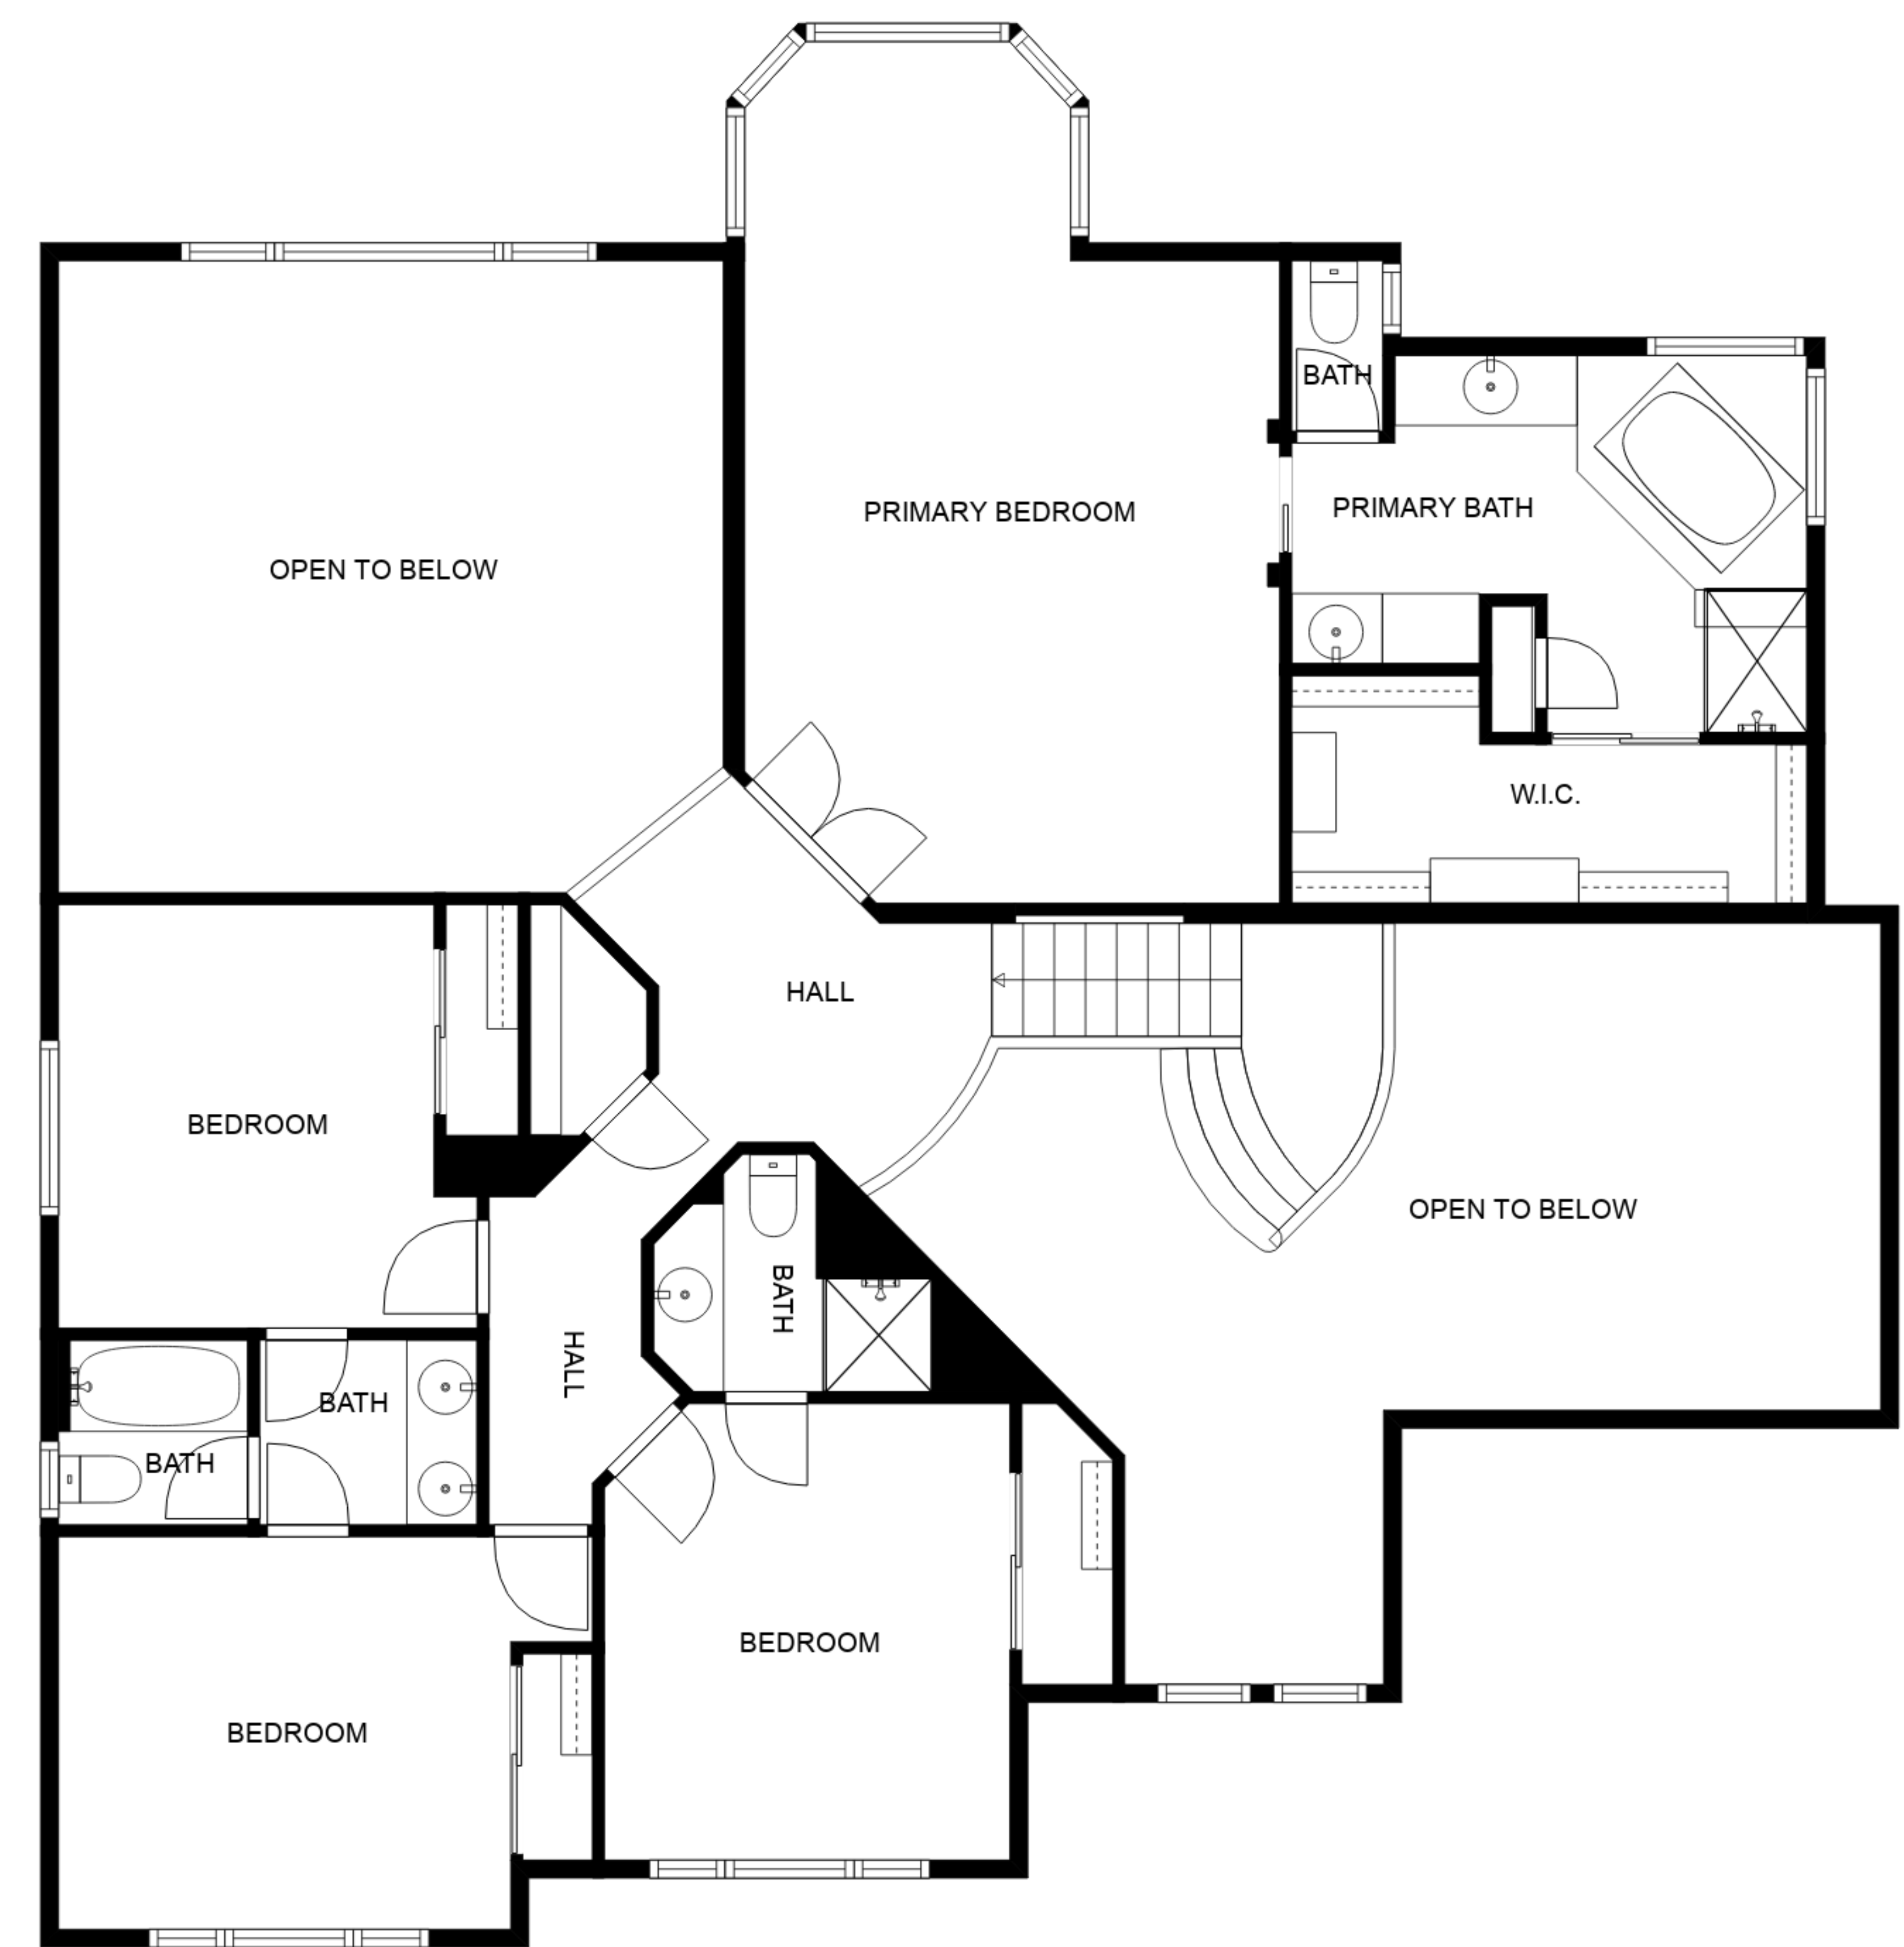 BATH
PRIMARY BEDROOM
PRIMARY BATH
OPEN TO BELOW
W.I.C.
HALL
BEDROOM
OPEN TO BELOW
BATH
HALL
BATH
BATH
BEDROOM
BEDROOM